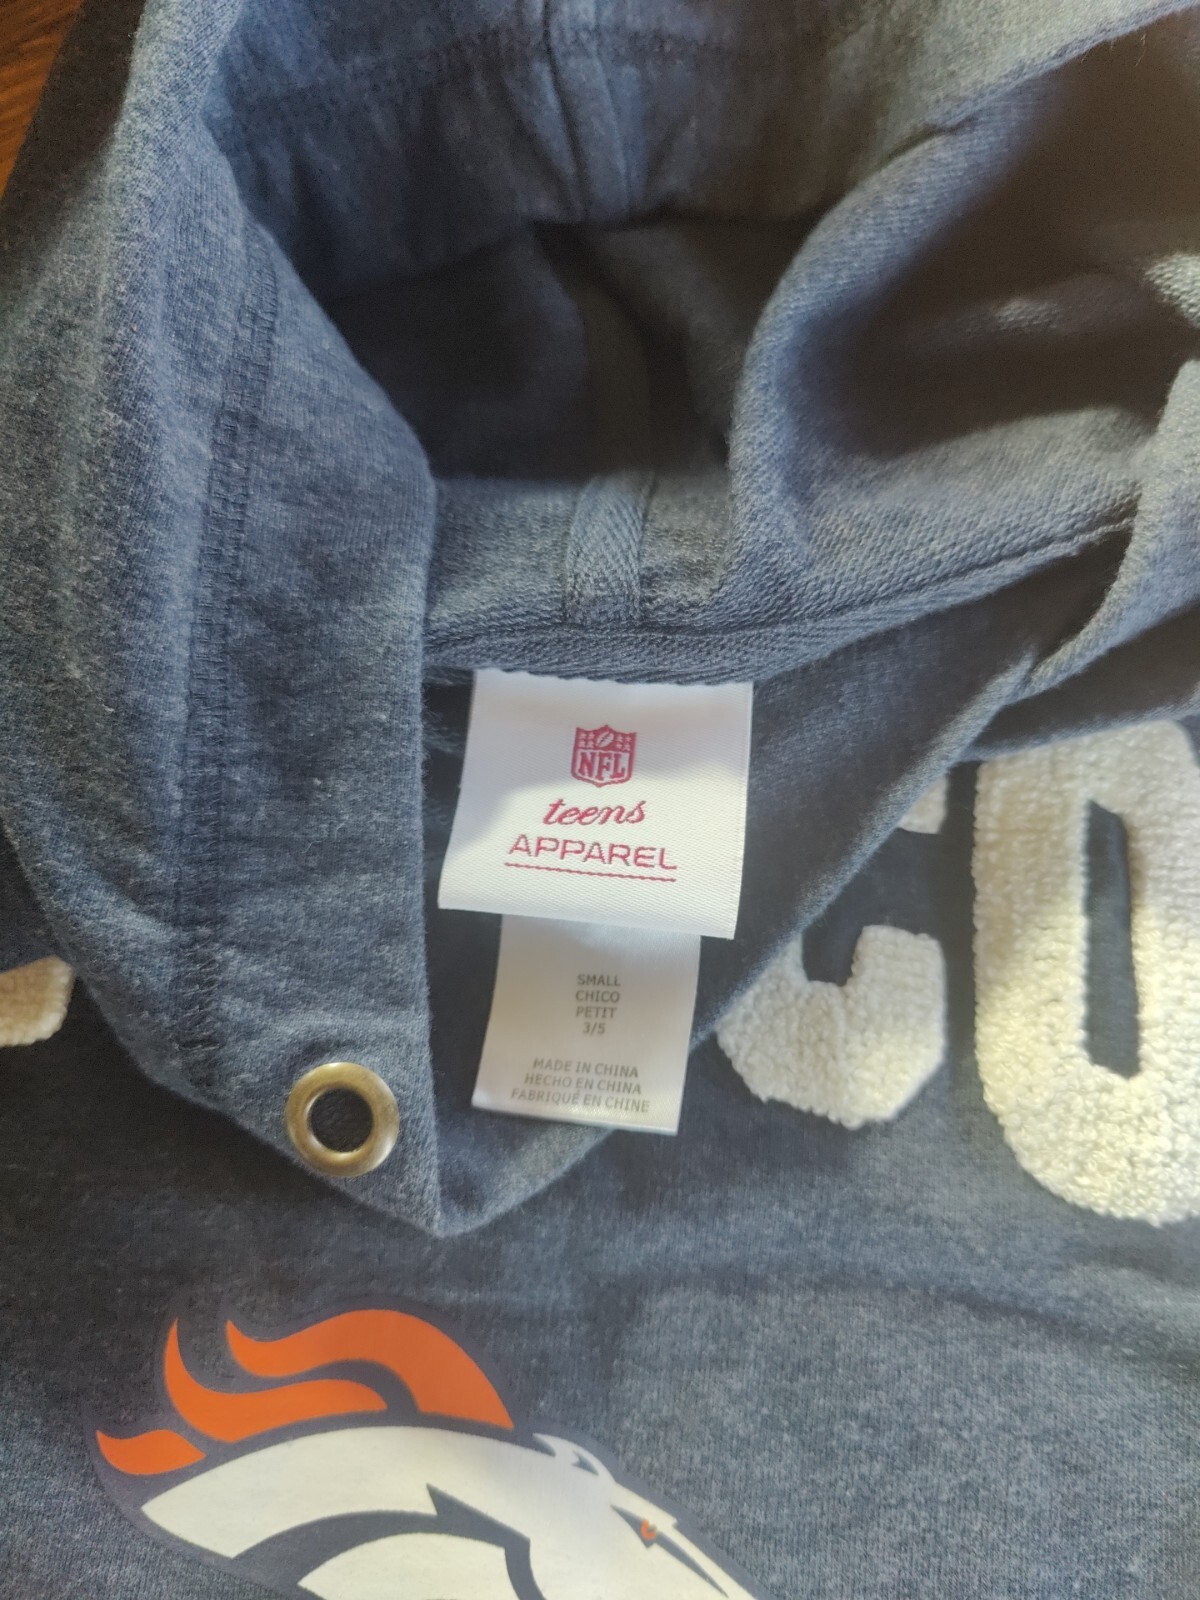 NFL
teens
APPAREL
SMALL
CHICO
PETIT
3/5
MADE IN CHINA
HECHO EN CHINA
FABRIQUÉ EN CHINE
CO